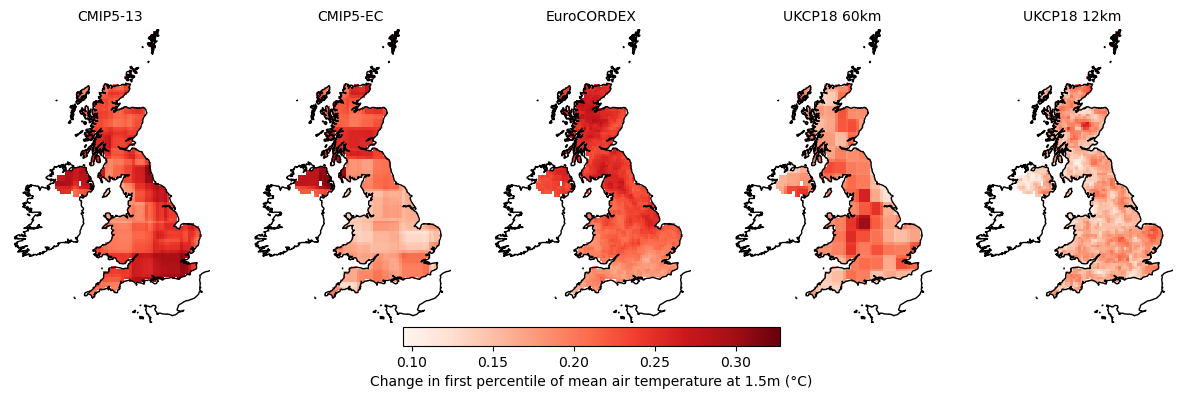 CMIP5-13 CMIP5-EC EuroCORDEX UKCP18 60km UKCP18 12km
0.10 0.15 0.20 0.25 0.30
Change in first percentile of mean air temperature at 1.5m (°C)